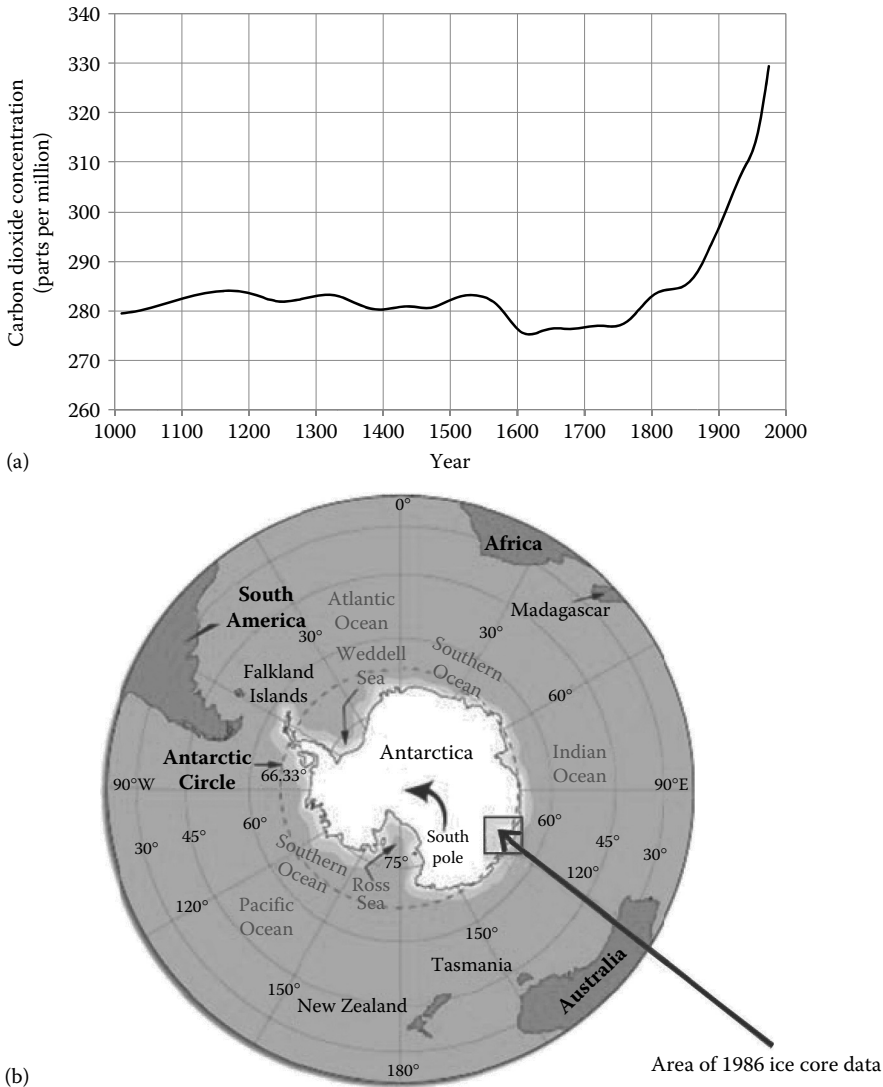 340
330
320
310
300
290
280
270
260
Carbon dioxide concentration
(parts per million)
1000 1100 1200 1300 1400 1500 1600 1700 1800 1900 2000
Year
(a)
0°
Africa
South
America
Atlantic
Ocean
Madagascar
30°
30°
Weddell
Sea
Southern
Ocean
Falkland
Islands
60°
Antarctica
Indian
Ocean
Antarctic
Circle
66.33°
90°W
90°E
60°
45°
30°
South
pole
60°
45°
30°
Southern
Ocean
75°
Ross
Sea
120°
120°
Pacific
Ocean
150°
Tasmania
Australia
150°
New Zealand
180°
Area of 1986 ice core data
(b)